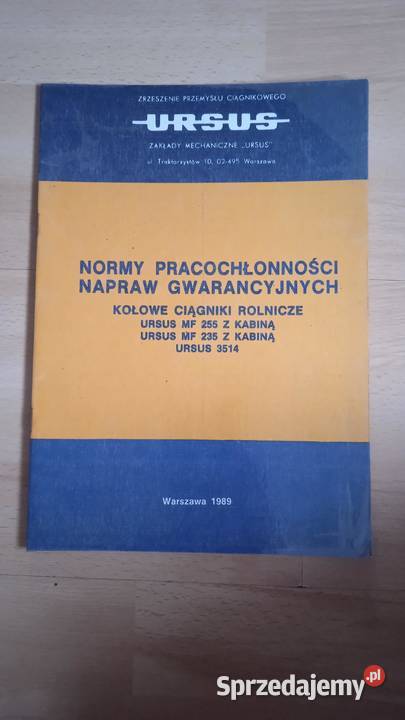 ZRZESZENIE PRZEMYSŁU CIĄGNIKOWEGO
URSUS
ZAKŁADY MECHANICZNE „URSUS"
ul. Traktorzystów 10, 02-495 Warszawa
NORMY PRACOCHŁONNOŚCI
NAPRAW GWARANCYJNYCH
KOŁOWE CIĄGNIKI ROLNICZE
URSUS MF 255 Z KABINĄ
URSUS MF 235 Z KABINĄ
URSUS 3514
Warszawa 1989
Sprzedajemy.pl